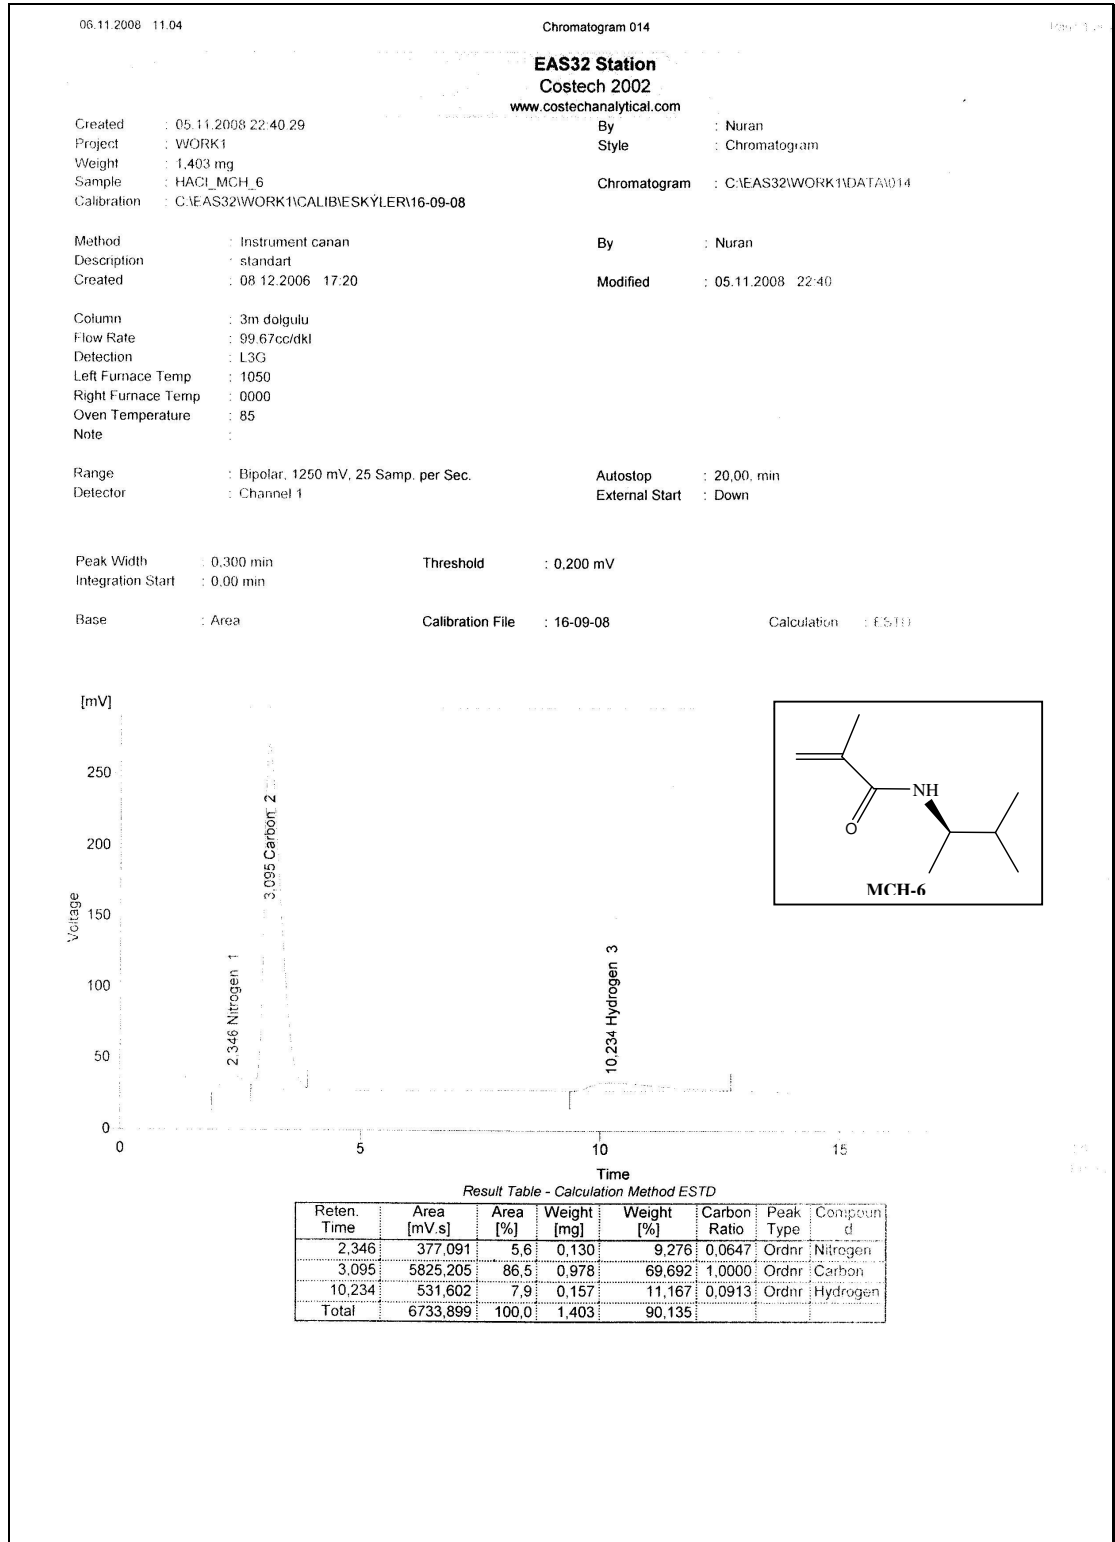 06.11.2008 11.04 Chromatogram 014
EAS32 Station
Costech 2002
www.costechanalytical.com
Created : 05.11.2008 22:40:29 By : Nuran
Project : WORK1 Style : Chromatogram
Weight : 1,403 mg
Sample : HACI_MCH_6 Chromatogram : C:\EAS32\WORK1\DATA\014
Calibration : C:\EAS32\WORK1\CALIB\ESKÝLER\16-09-08
Method : Instrument canan By : Nuran
Description : standart
Created : 08.12.2006 17:20 Modified : 05.11.2008 22:40
Column : 3m dolgulu
Flow Rate : 99.67cc/dkl
Detection : L3G
Left Furnace Temp : 1050
Right Furnace Temp : 0000
Oven Temperature : 85
Note :
Range : Bipolar, 1250 mV, 25 Samp. per Sec. Autostop : 20,00, min
Detector : Channel 1 External Start : Down
Peak Width : 0,300 min Threshold : 0,200 mV
Integration Start : 0,00 min
Base : Area Calibration File : 16-09-08 Calculation : ESTD
[mV]
250
200
150
100
50
0
Voltage
2,346 Nitrogen 1
3,095 Carbon 2
10,234 Hydrogen 3
NH
O
MCH-6
0 5 10 15
Time
Result Table - Calculation Method ESTD
Reten. Time Area [mV.s] Area [%] Weight [mg] Weight [%] Carbon Ratio Peak Type Compound
2,346 377,091 5,6 0,130 9,276 0,0647 Ordnr Nitrogen
3,095 5825,205 86,5 0,978 69,692 1,0000 Ordnr Carbon
10,234 531,602 7,9 0,157 11,167 0,0913 Ordnr Hydrogen
Total 6733,899 100,0 1,403 90,135